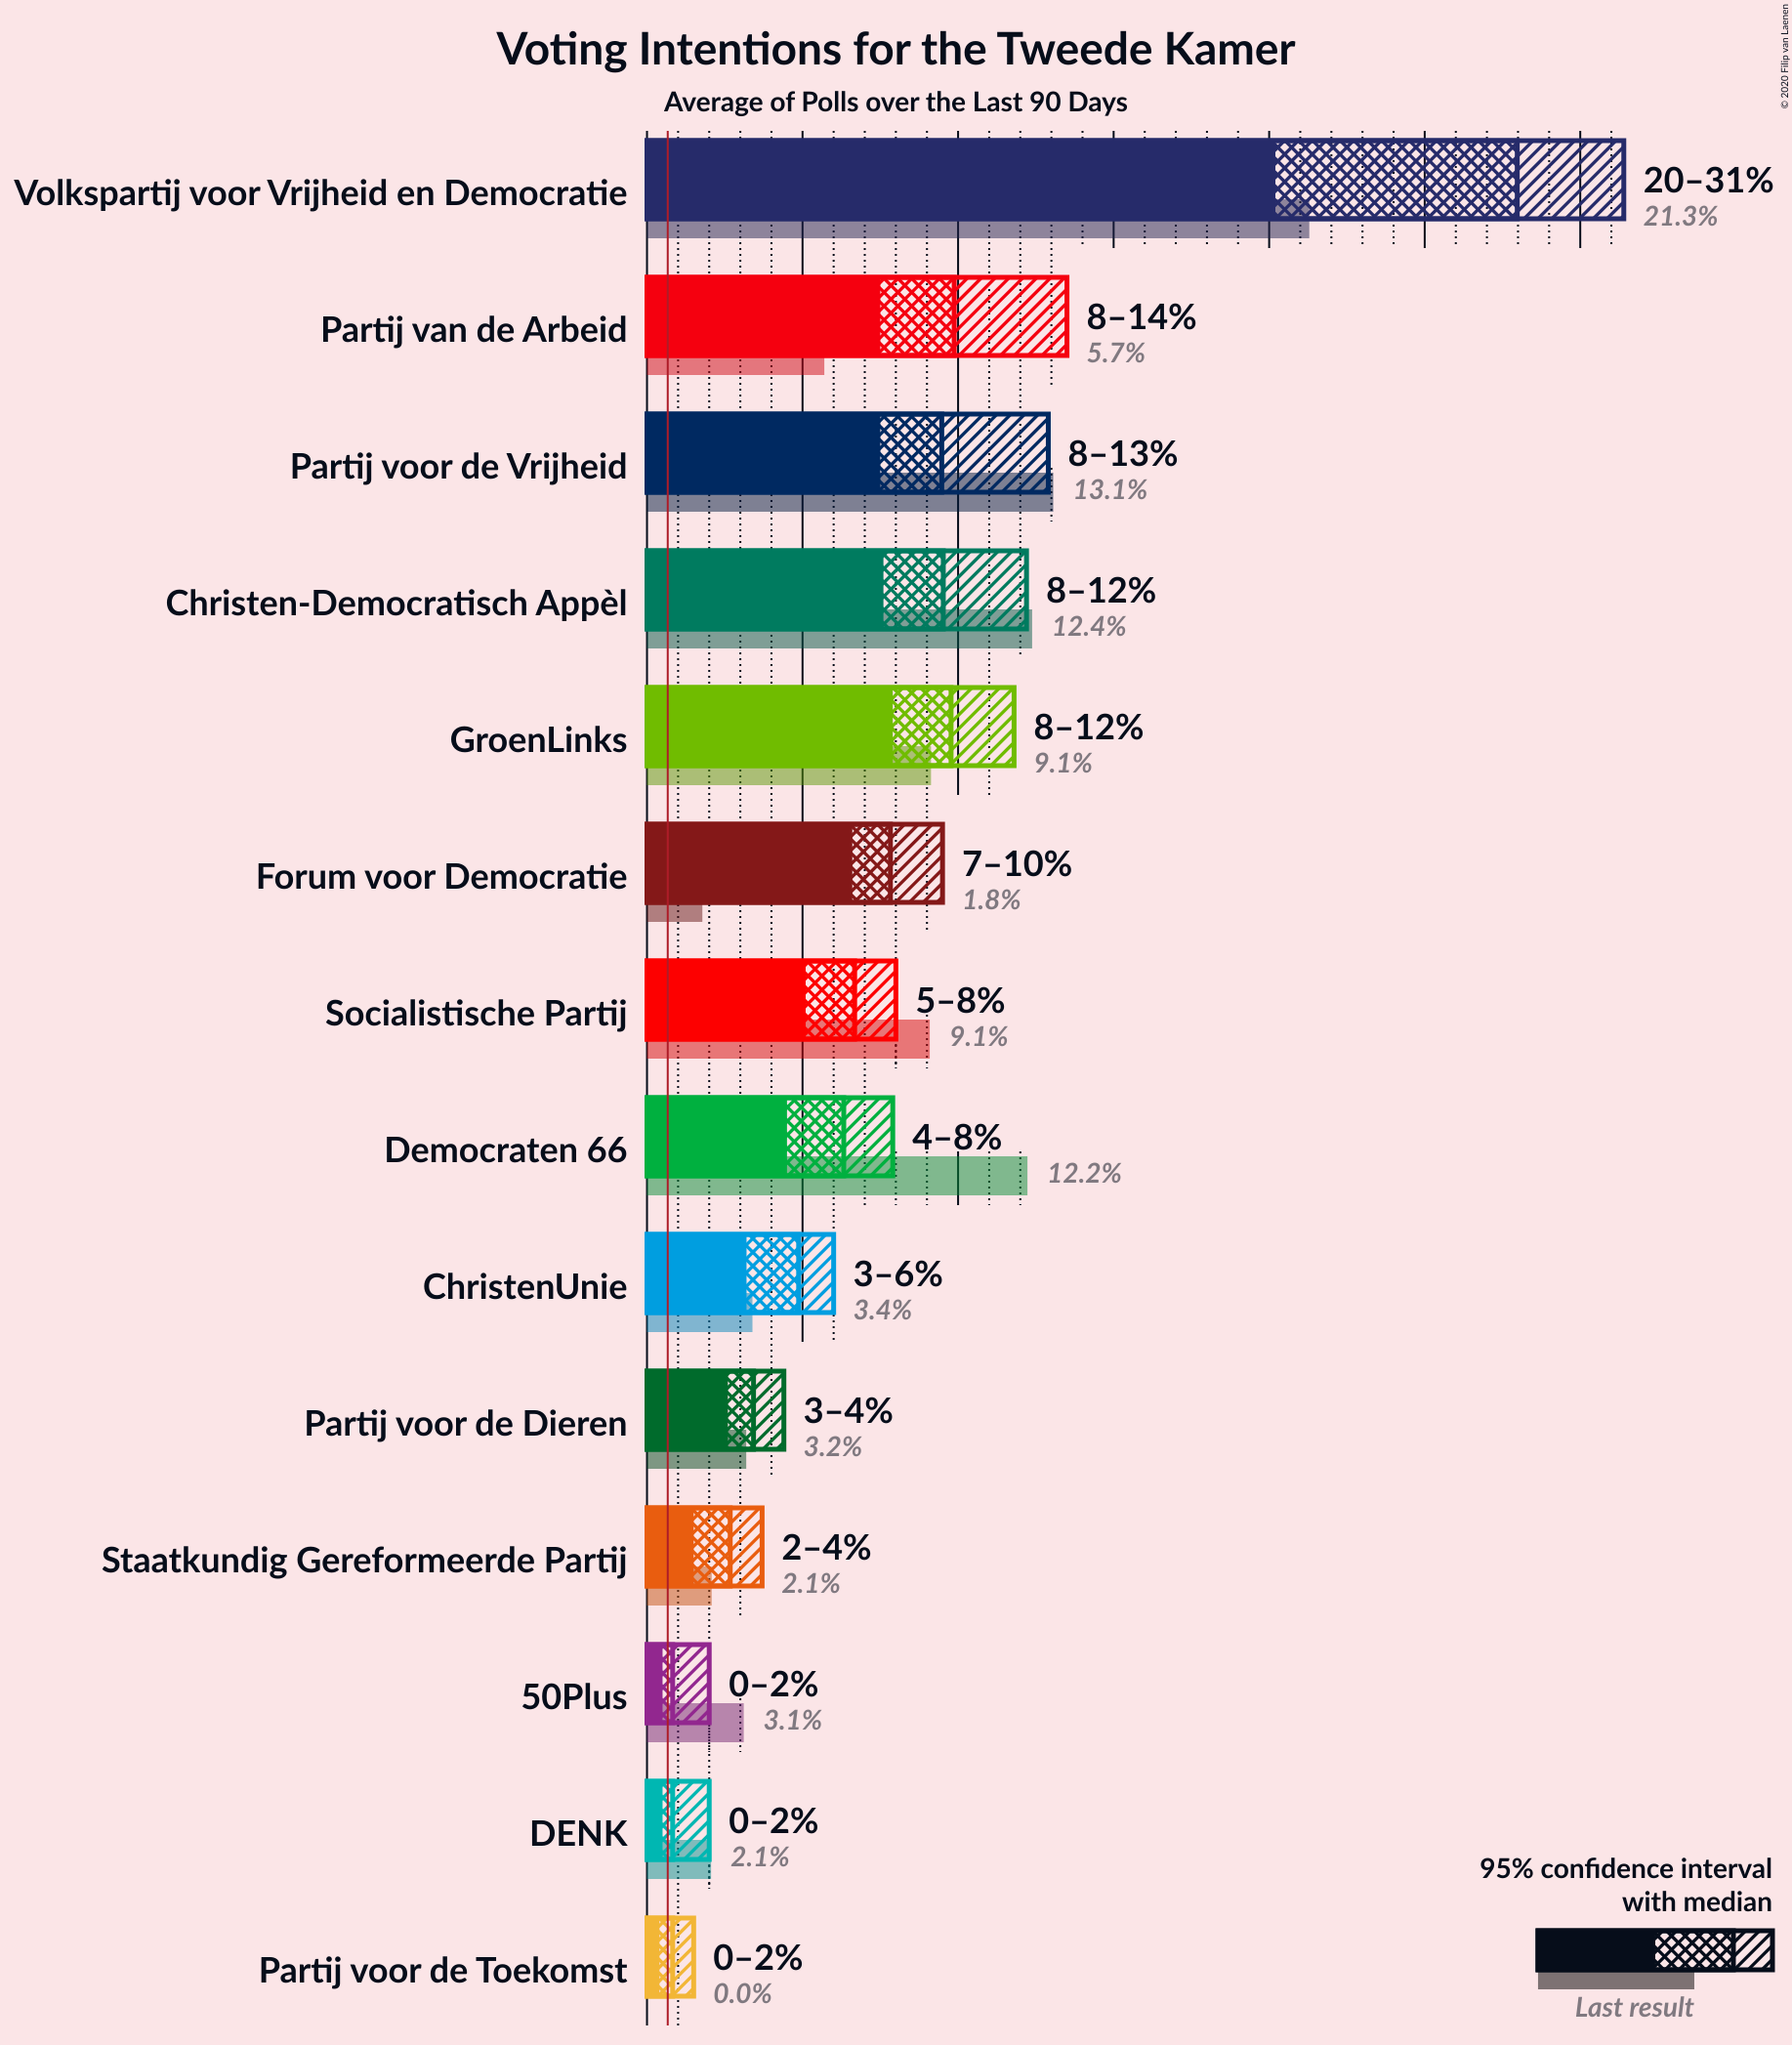 Voting Intentions for the Tweede Kamer
Average of Polls over the Last 90 Days
© 2020 Filip van Laenen
Volkspartij voor Vrijheid en Democratie
20–31%
21.3%
Partij van de Arbeid
8–14%
5.7%
Partij voor de Vrijheid
8–13%
13.1%
Christen-Democratisch Appèl
8–12%
12.4%
GroenLinks
8–12%
9.1%
Forum voor Democratie
7–10%
1.8%
Socialistische Partij
5–8%
9.1%
Democraten 66
4–8%
12.2%
ChristenUnie
3–6%
3.4%
Partij voor de Dieren
3–4%
3.2%
Staatkundig Gereformeerde Partij
2–4%
2.1%
50Plus
0–2%
3.1%
DENK
0–2%
2.1%
Partij voor de Toekomst
0–2%
0.0%
95% confidence interval
with median
Last result